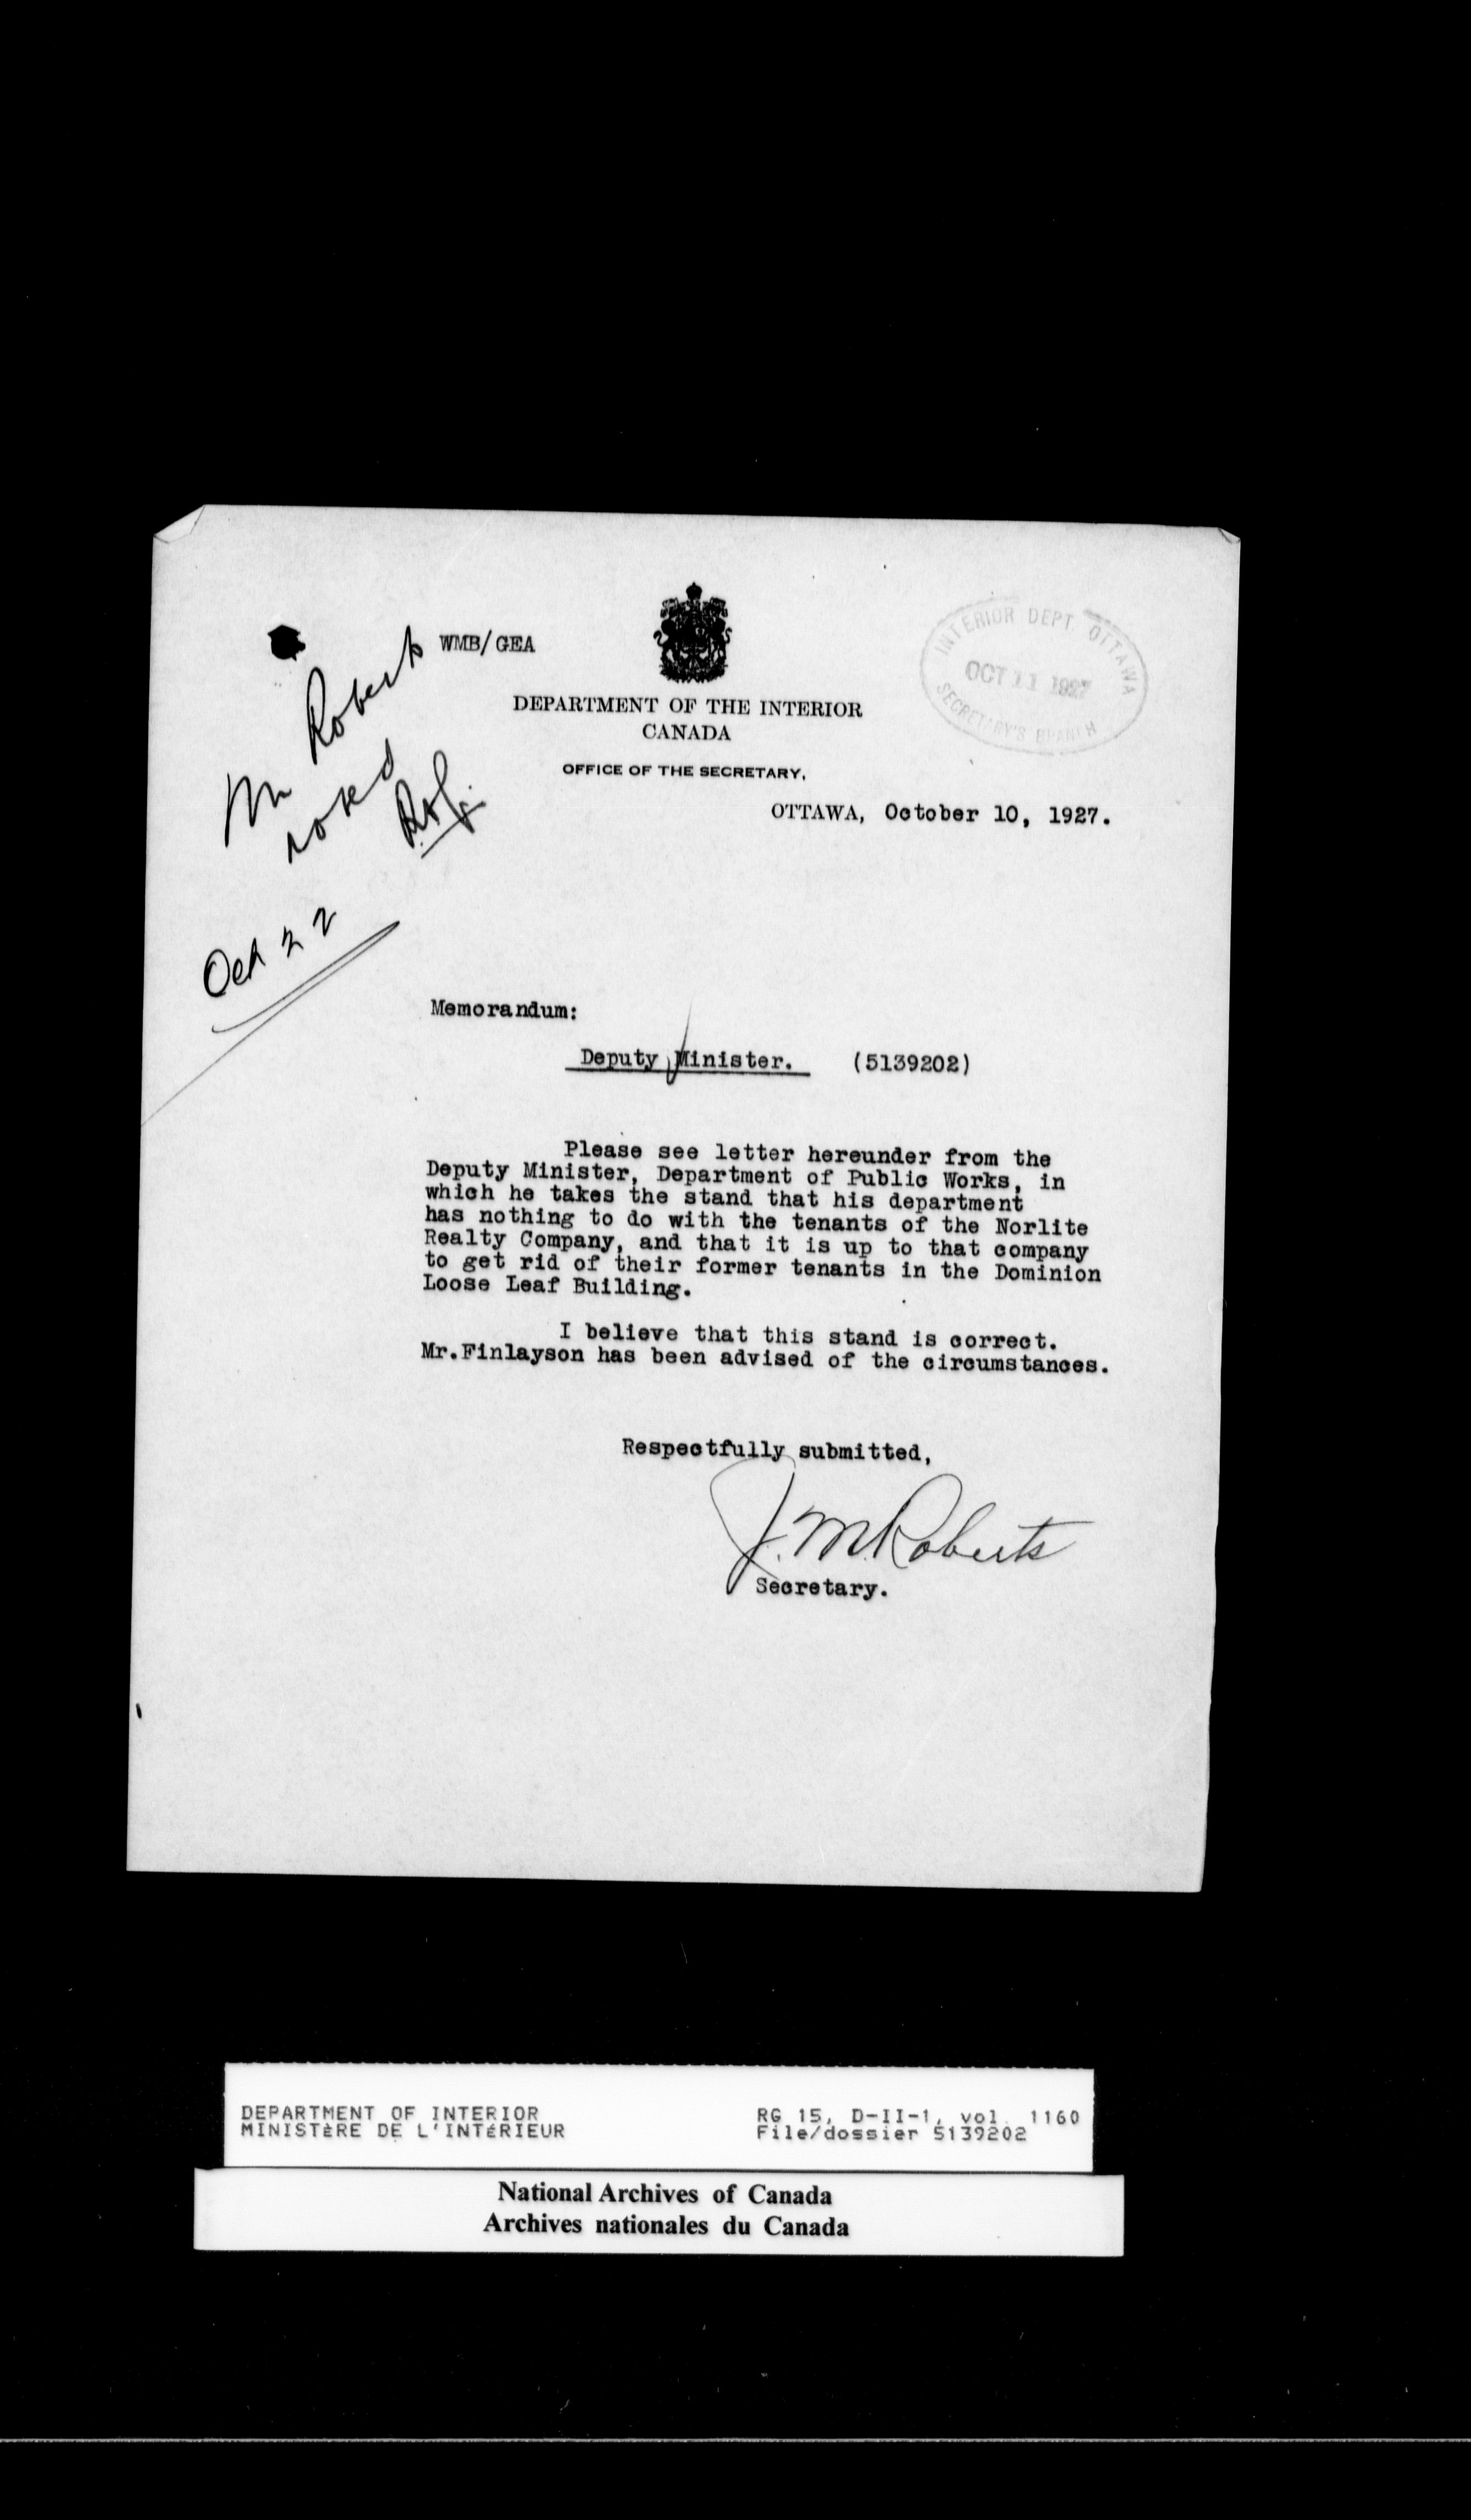 WMB/GEA
Mr Roberts
noted
Oct 22
DEPARTMENT OF THE INTERIOR
CANADA
OFFICE OF THE SECRETARY,
INTERIOR DEPT. OTTAWA
OCT 11 1927
SECRETARY'S BRANCH
OTTAWA, October 10, 1927.
Memorandum:
Deputy Minister. (5139202)
Please see letter hereunder from the
Deputy Minister, Department of Public Works, in
which he takes the stand that his department
has nothing to do with the tenants of the Norlite
Realty Company, and that it is up to that company
to get rid of their former tenants in the Dominion
Loose Leaf Building.
I believe that this stand is correct.
Mr.Finlayson has been advised of the circumstances.
Respectfully submitted,
J. M. Roberts
Secretary.
DEPARTMENT OF INTERIOR
MINISTÈRE DE L'INTÉRIEUR
RG 15, D-II-1, vol. 1160
File/dossier 5139202
National Archives of Canada
Archives nationales du Canada